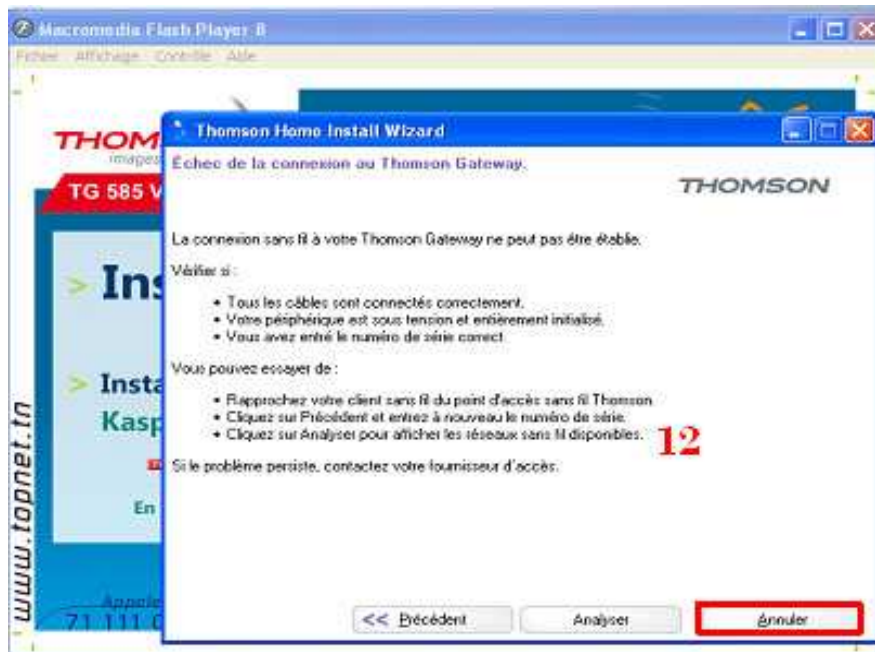 Macromedia Flash Player 8
Fichier Affichage Contrôle Aide
THOM
images
TG 585 V
> Ins
> Insta
Kasp
En
Appele
71 111 0
www.topnet.tn
Thomson Home Install Wizard
Échec de la connexion au Thomson Gateway.
THOMSON
La connexion sans fil à votre Thomson Gateway ne peut pas être établie.
Vérifier si :
• Tous les câbles sont connectés correctement.
• Votre périphérique est sous tension et entièrement initialisé.
• Vous avez entré le numéro de série correct.
Vous pouvez essayer de :
• Rapprochez votre client sans fil du point d'accès sans fil Thomson.
• Cliquez sur Précédent et entrez à nouveau le numéro de série.
• Cliquez sur Analyser pour afficher les réseaux sans fil disponibles.
12
Si le problème persiste, contactez votre fournisseur d'accès.
<< Précédent Analyser Annuler